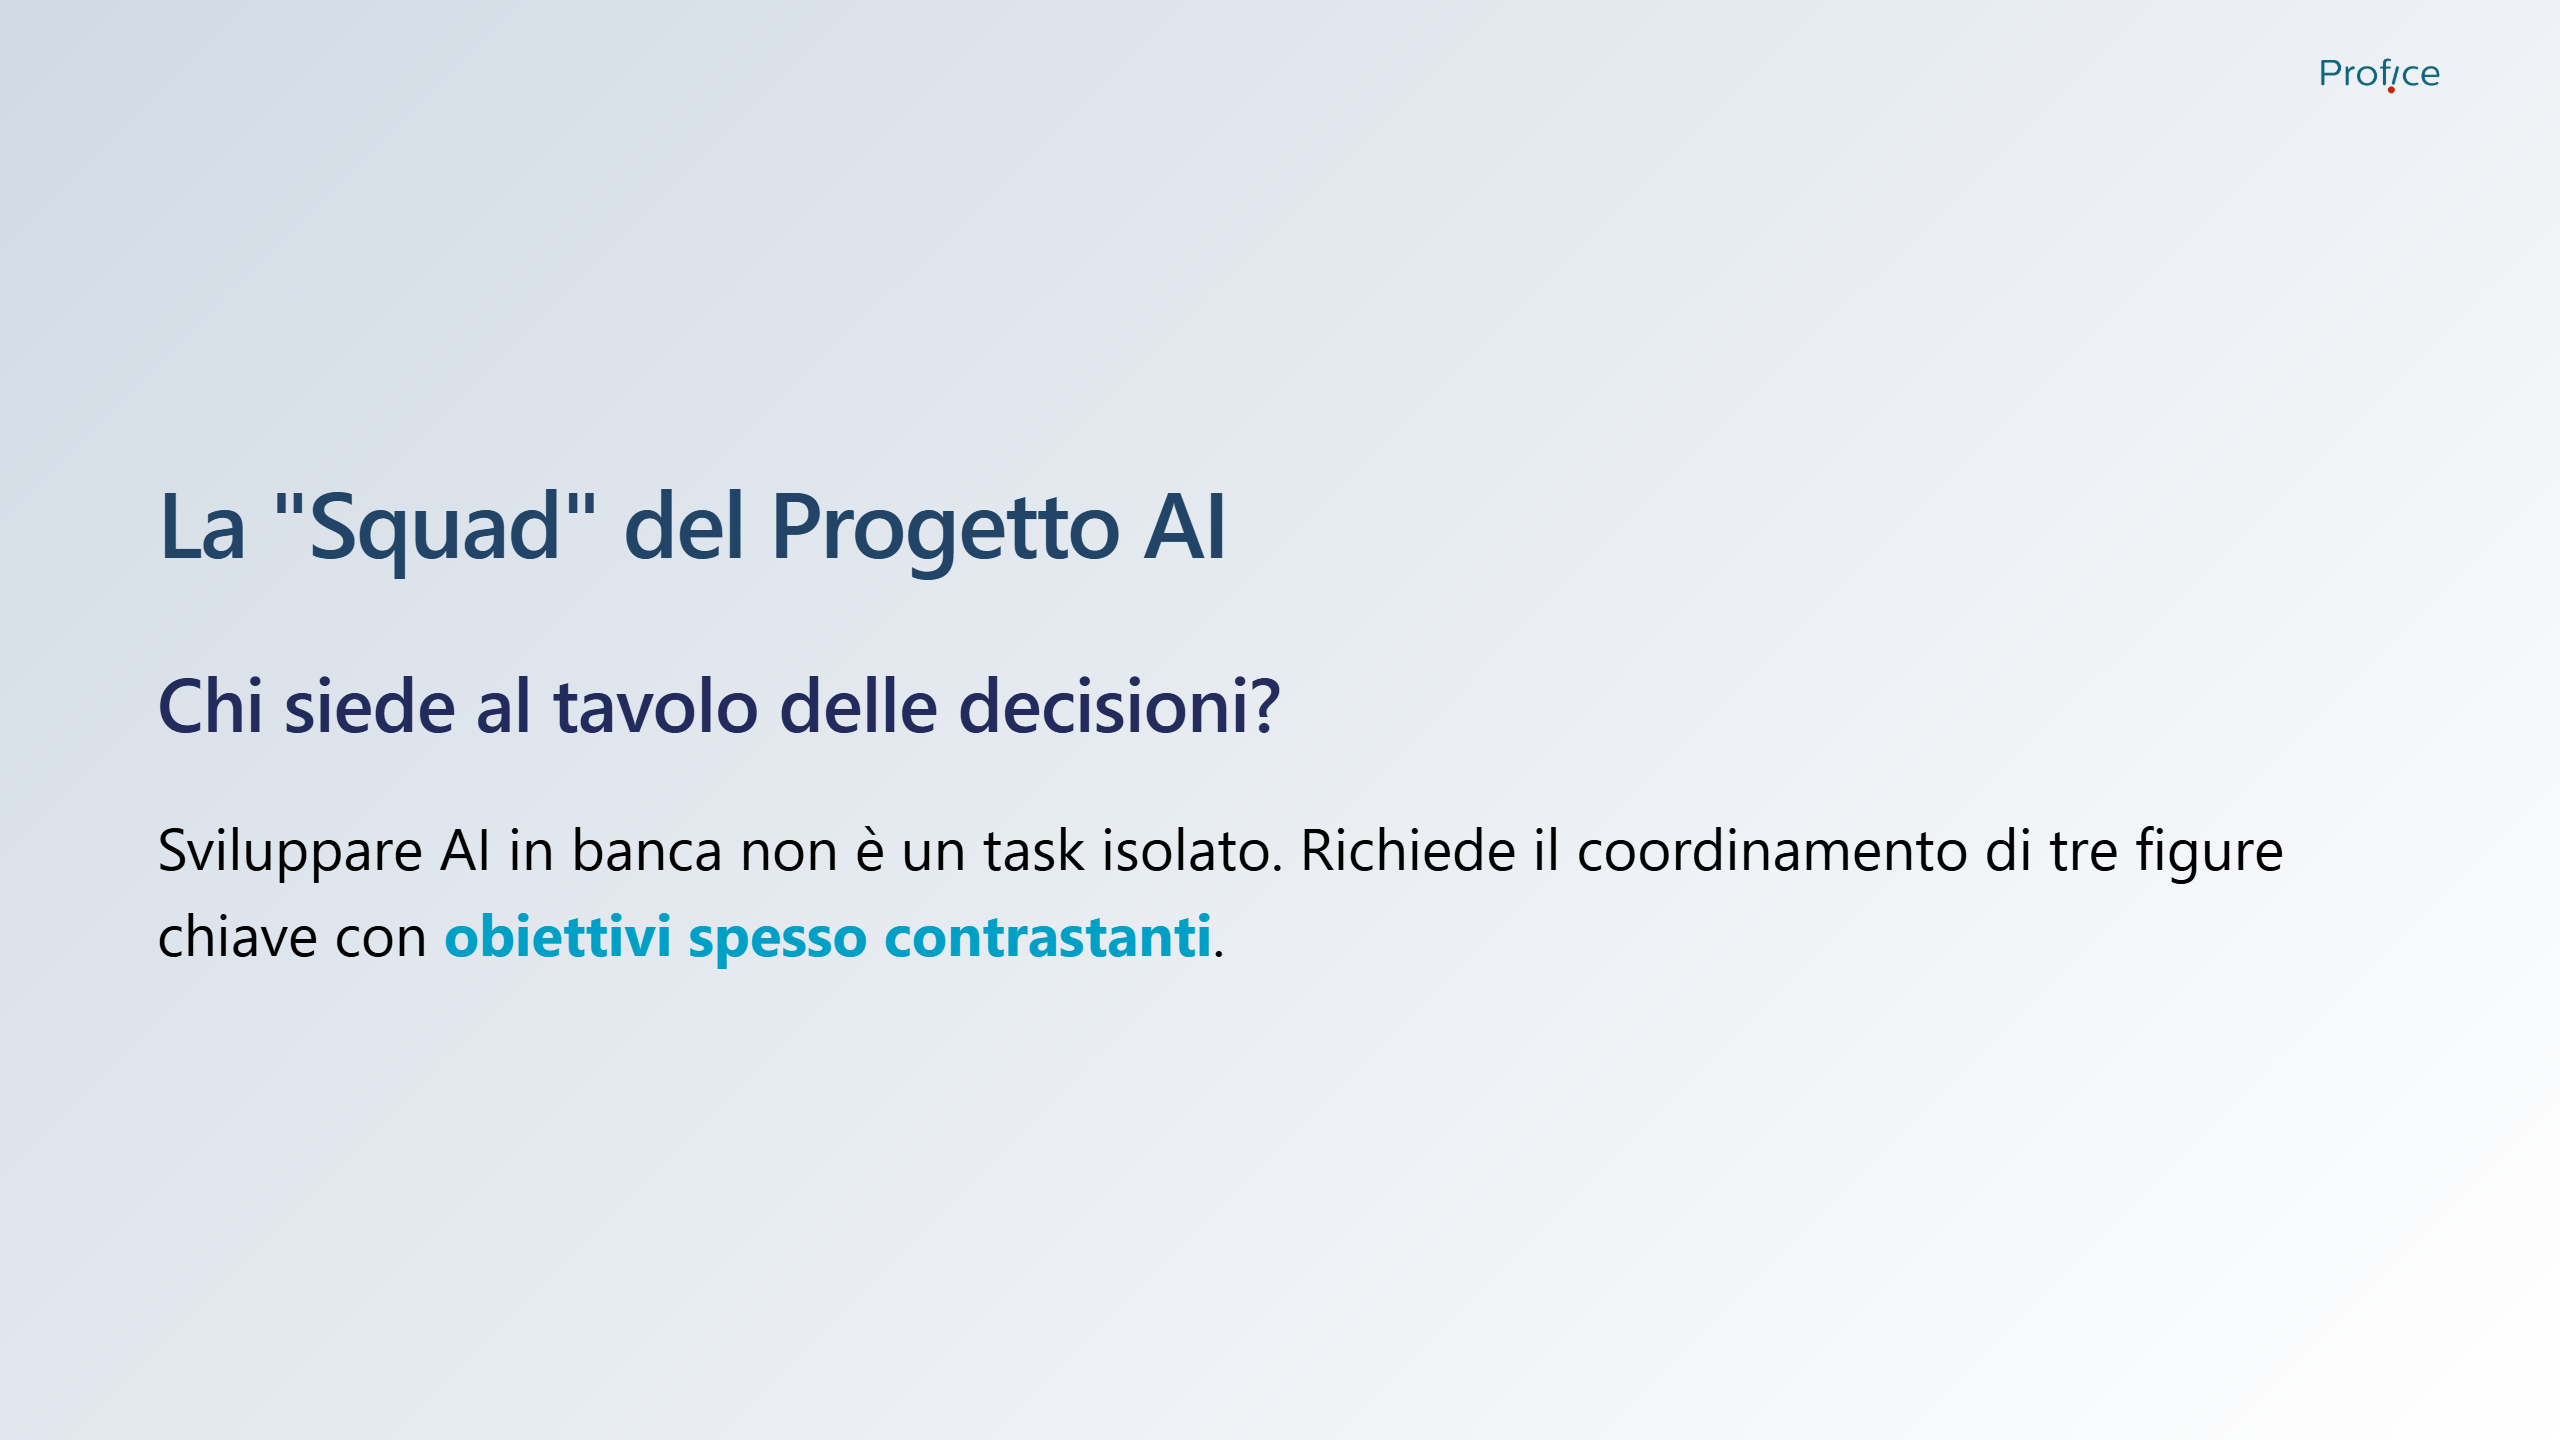 Profice
La "Squad" del Progetto AI
Chi siede al tavolo delle decisioni?
Sviluppare AI in banca non è un task isolato. Richiede il coordinamento di tre figure
chiave con obiettivi spesso contrastanti.